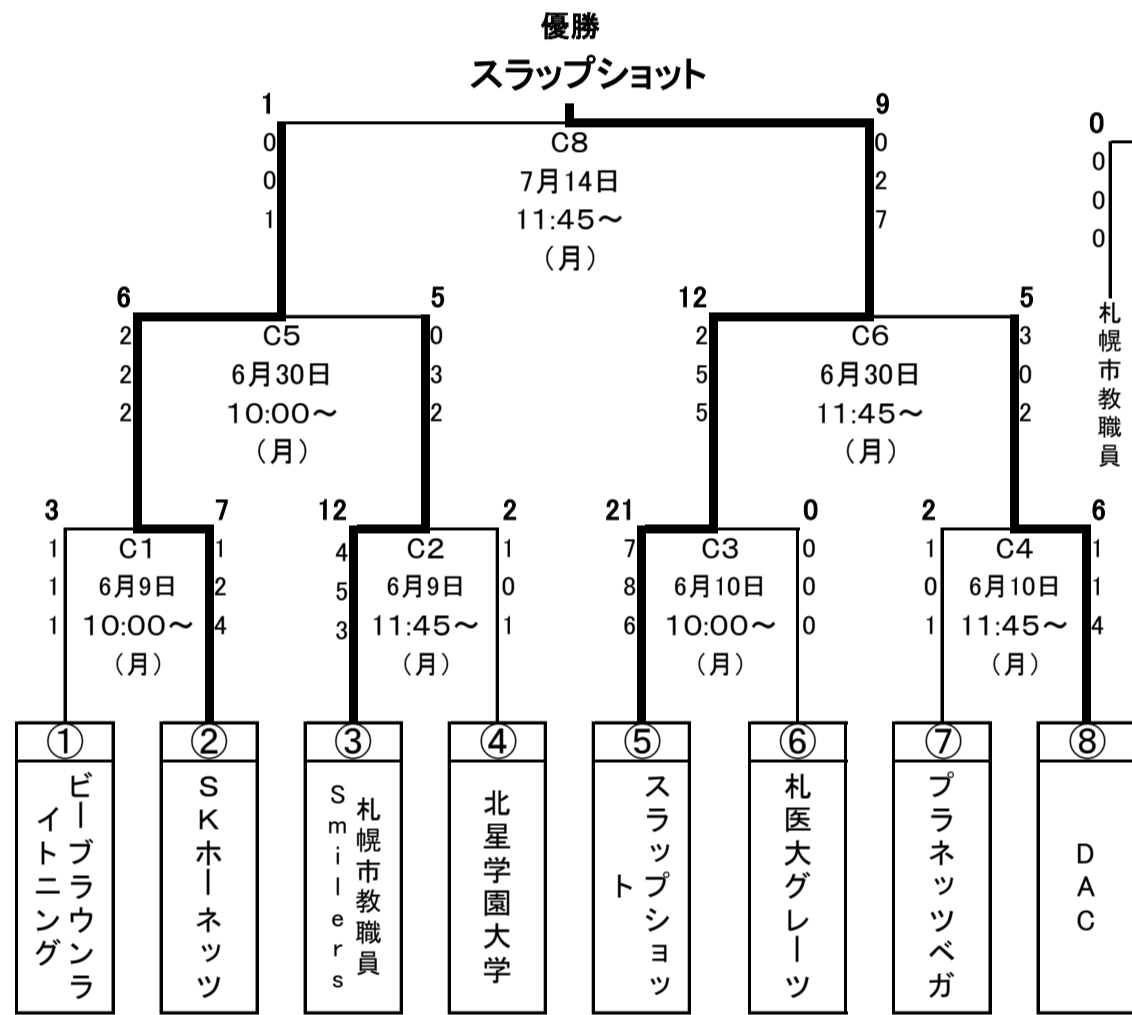 優勝
スラップショット
1
9
0
0
1
C8
7月14日
11:45～
（月）
0
2
7
0
0
0
0
札幌市教職員
6
5
2
2
2
C5
6月30日
10:00～
（月）
0
3
2
12
5
2
5
5
C6
6月30日
11:45～
（月）
3
0
2
3
7
1
1
1
C1
6月9日
10:00～
（月）
1
2
4
12
2
4
5
3
C2
6月9日
11:45～
（月）
1
0
1
21
0
7
8
6
C3
6月10日
10:00～
（月）
0
0
0
2
6
1
0
1
C4
6月10日
11:45～
（月）
1
1
4
①
ビーブラウンラ
イトニング
②
SKホーネッツ
③
札幌市教職員
Smilers
④
北星学園大学
⑤
スラップショッ
ト
⑥
札医大グレーツ
⑦
プラネッツベガ
⑧
DAC